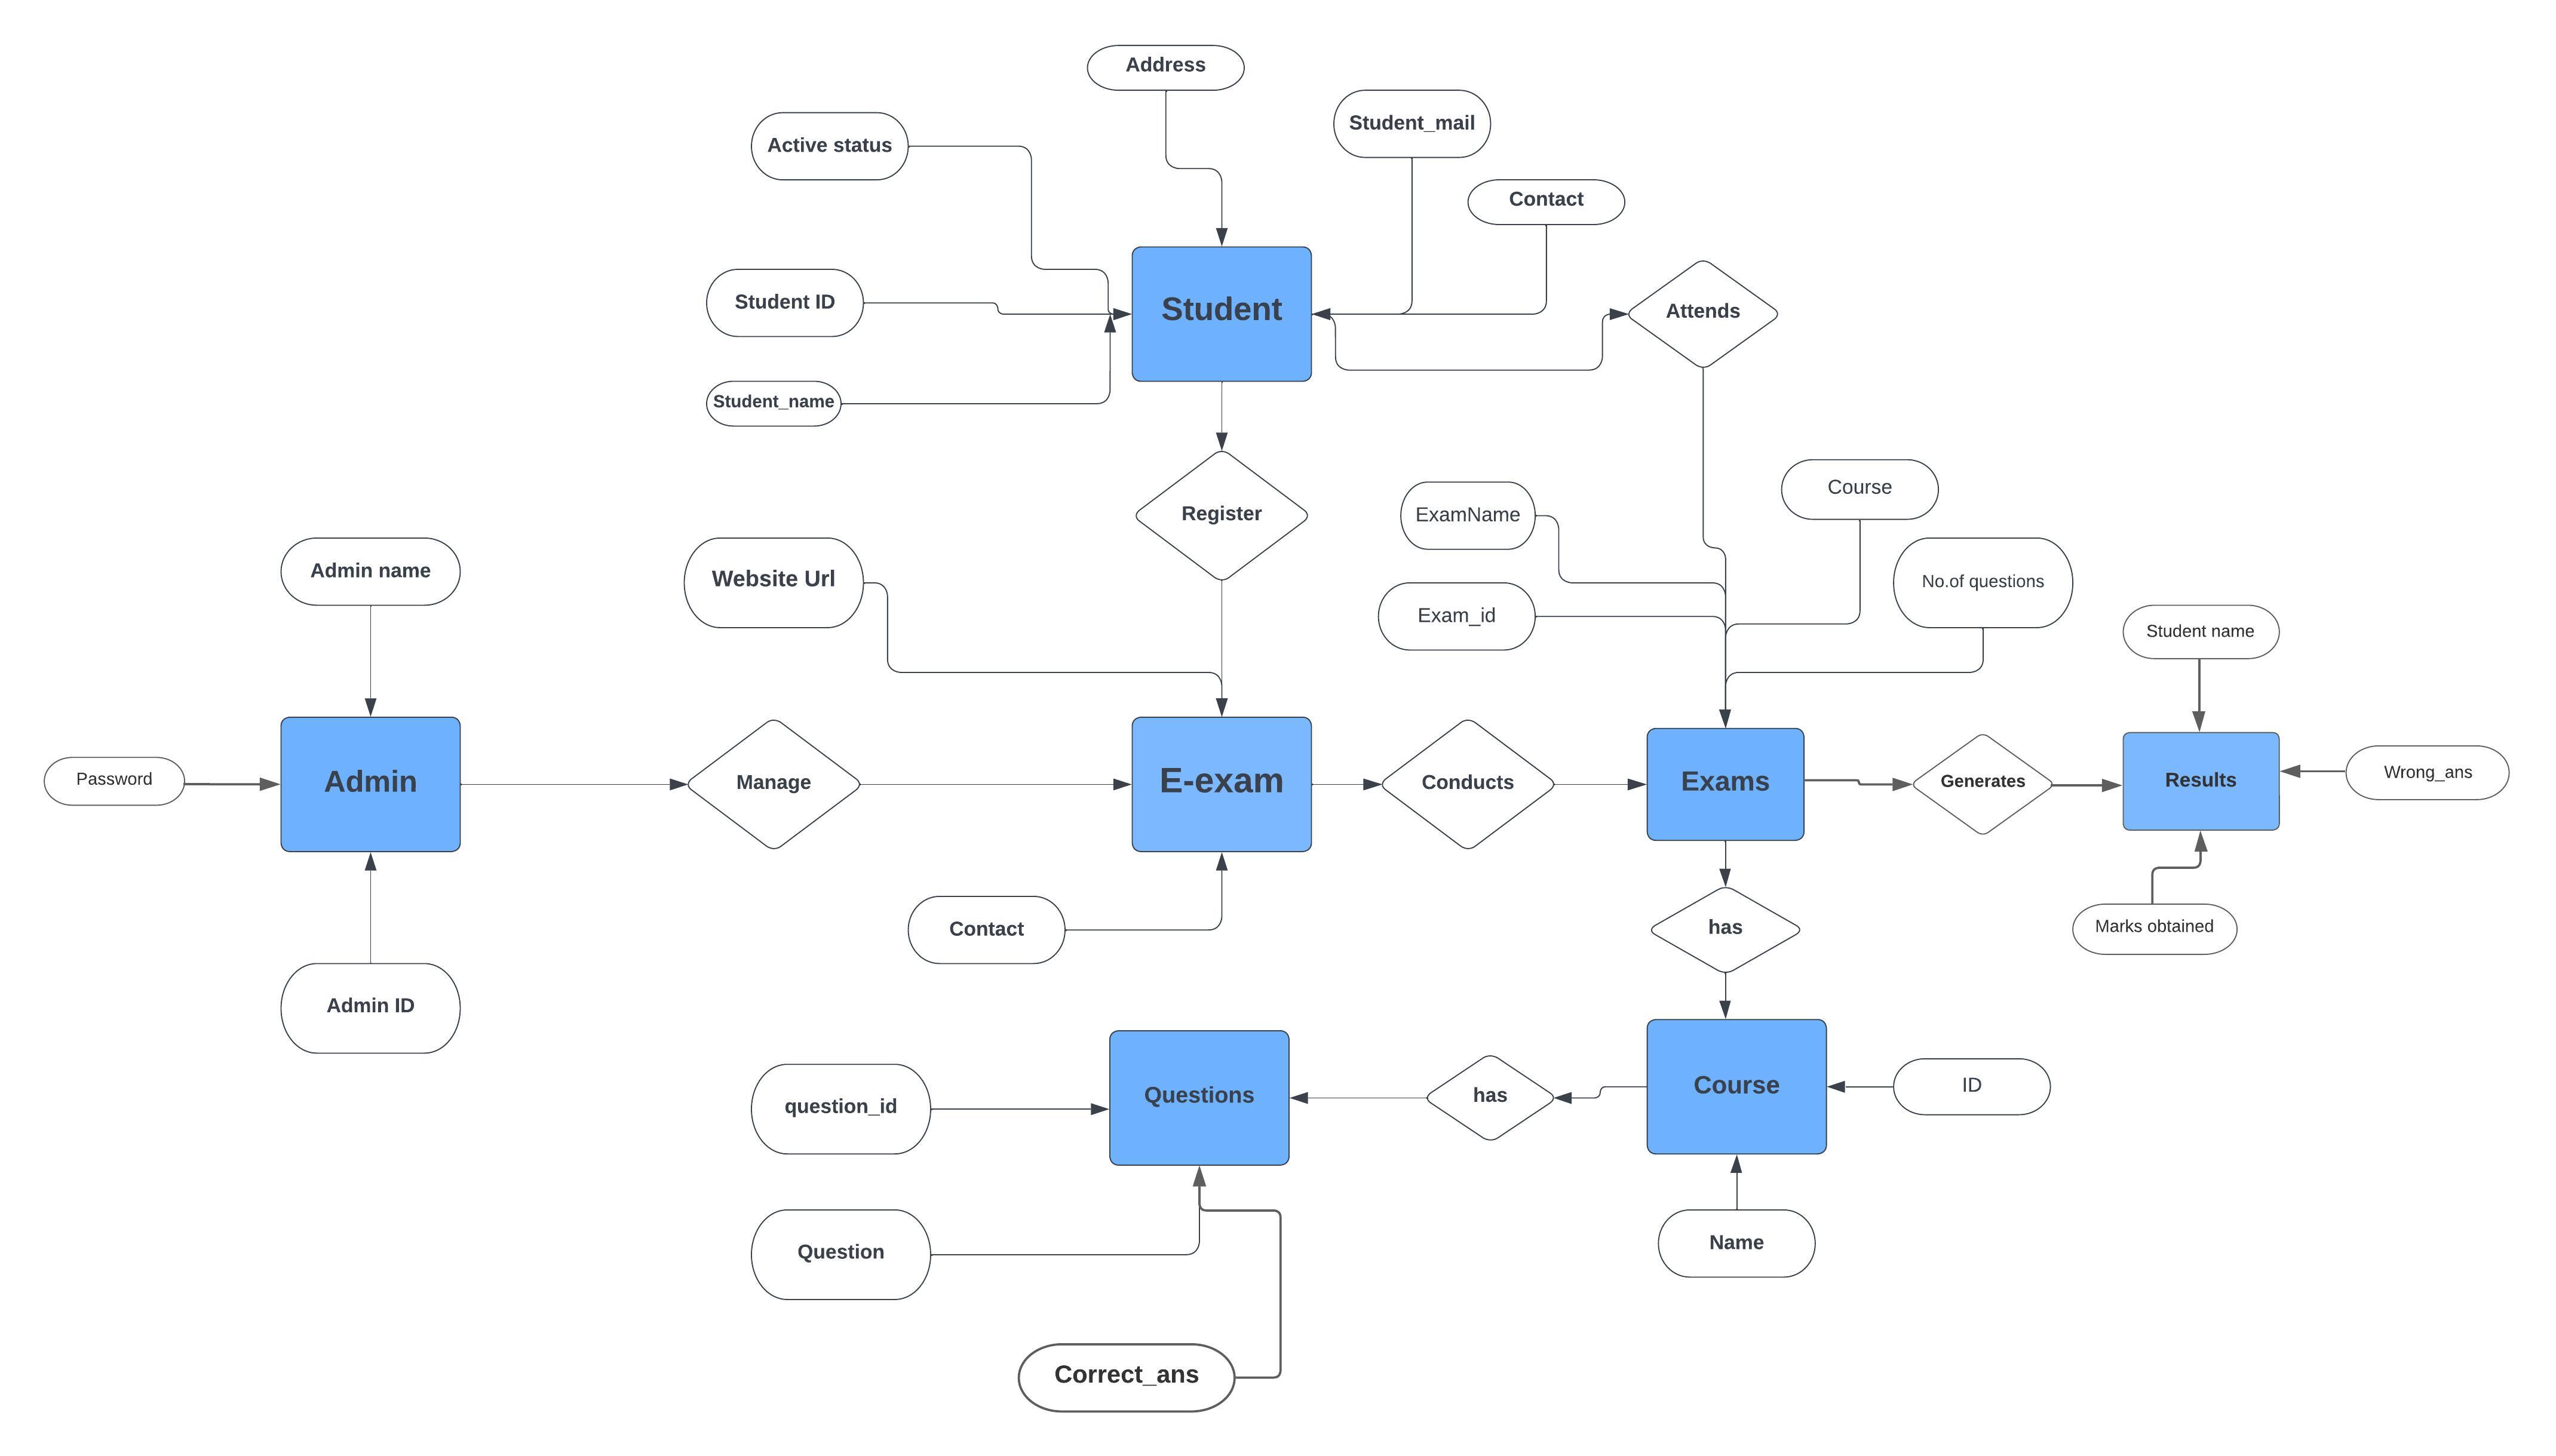 Address
Student_mail
Active status
Contact
Student ID
Student
Attends
Student_name
Register
ExamName
Course
Admin name
Website Url
No.of questions
Exam_id
Student name
Password
Admin
Manage
E-exam
Conducts
Exams
Generates
Results
Wrong_ans
Contact
has
Marks obtained
Admin ID
question_id
Questions
has
Course
ID
Question
Name
Correct_ans